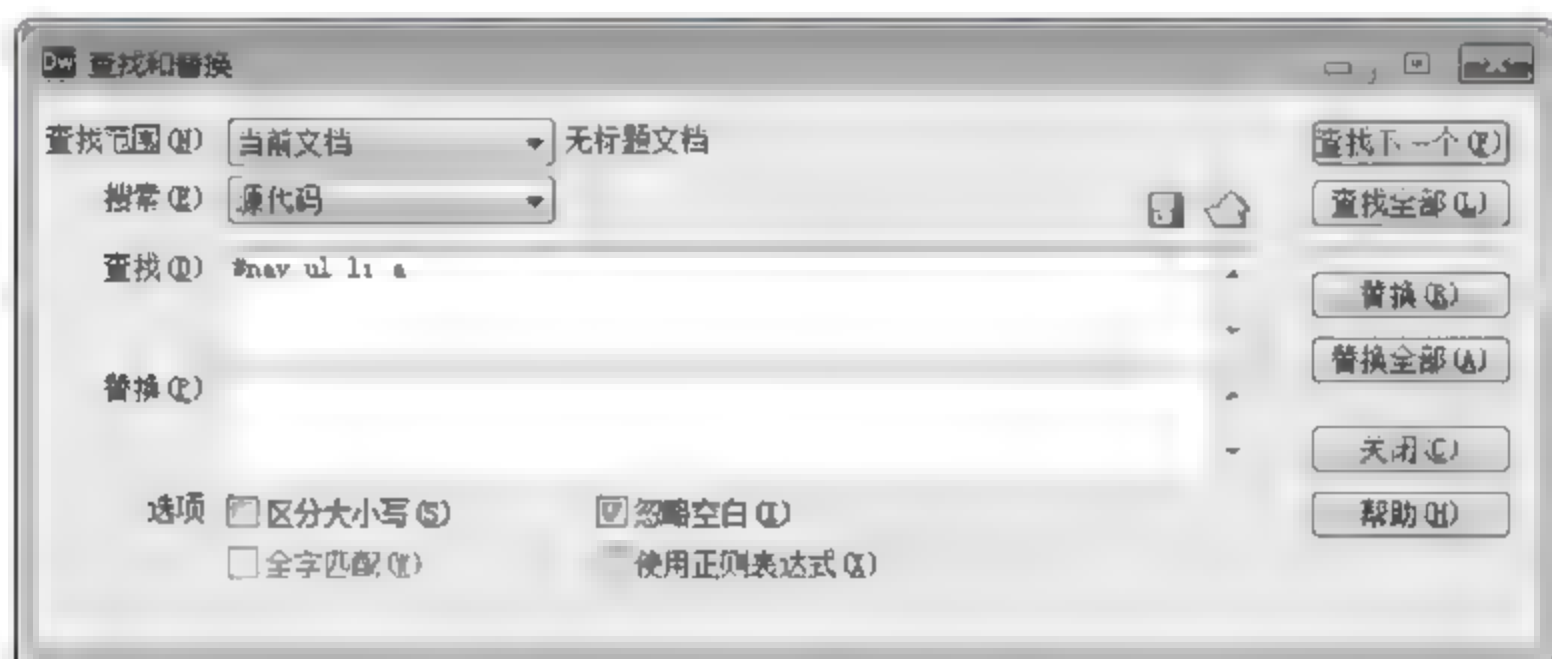 Dw 查找和替换
查找范围(N) 当前文档 无标题文档 查找下一个(F)
搜索(E) 源代码 查找全部(L)
查找(D) #nav ul li a
替换(R)
替换(P) 替换全部(A)
关闭(C)
选项 区分大小写(S) 忽略空白(I) 帮助(H)
全字匹配(W) 使用正则表达式(X)